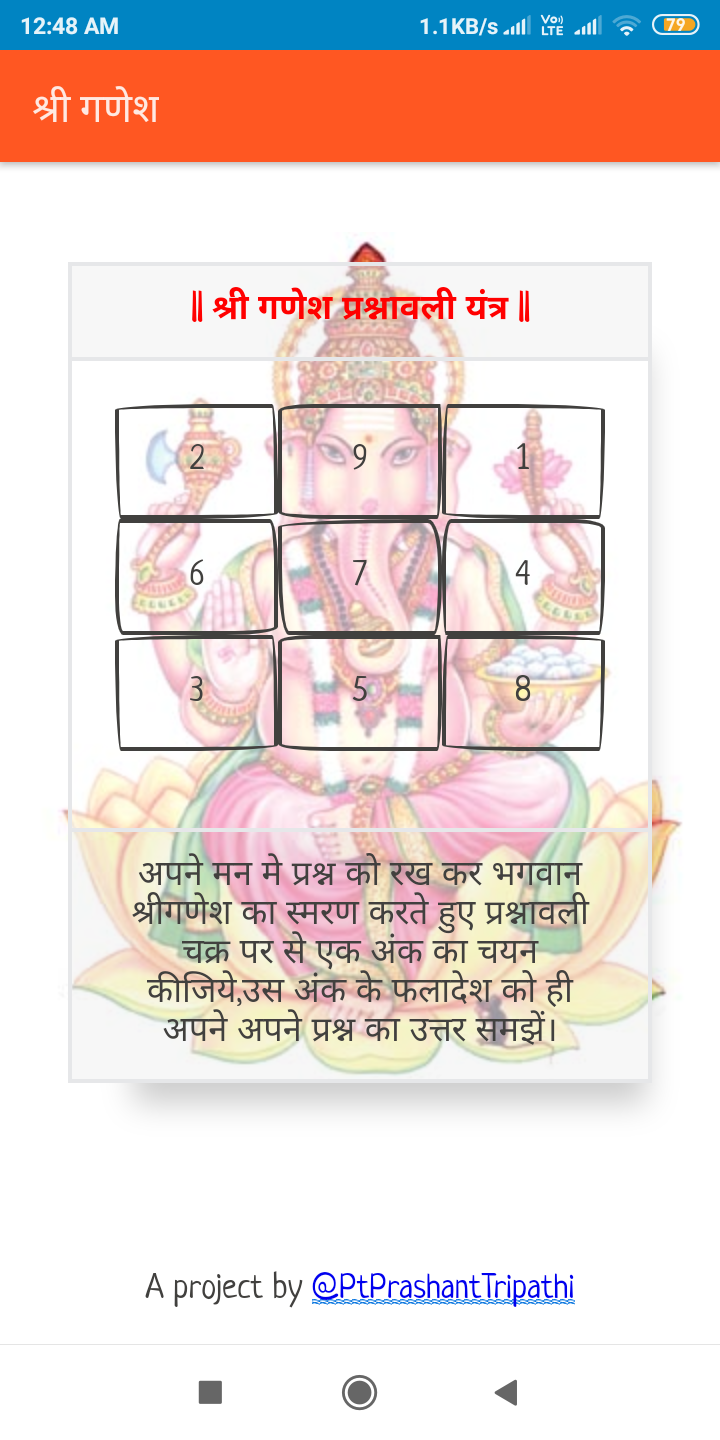 12:48 AM 1.1KB/s Vo LTE 79
श्री गणेश
॥ श्री गणेश प्रश्नावली यंत्र ॥
2 9 1
6 7 4
3 5 8
अपने मन मे प्रश्न को रख कर भगवान
श्रीगणेश का स्मरण करते हुए प्रश्नावली
चक्र पर से एक अंक का चयन
कीजिये,उस अंक के फलादेश को ही
अपने अपने प्रश्न का उत्तर समझें।
A project by @PtPrashantTripathi